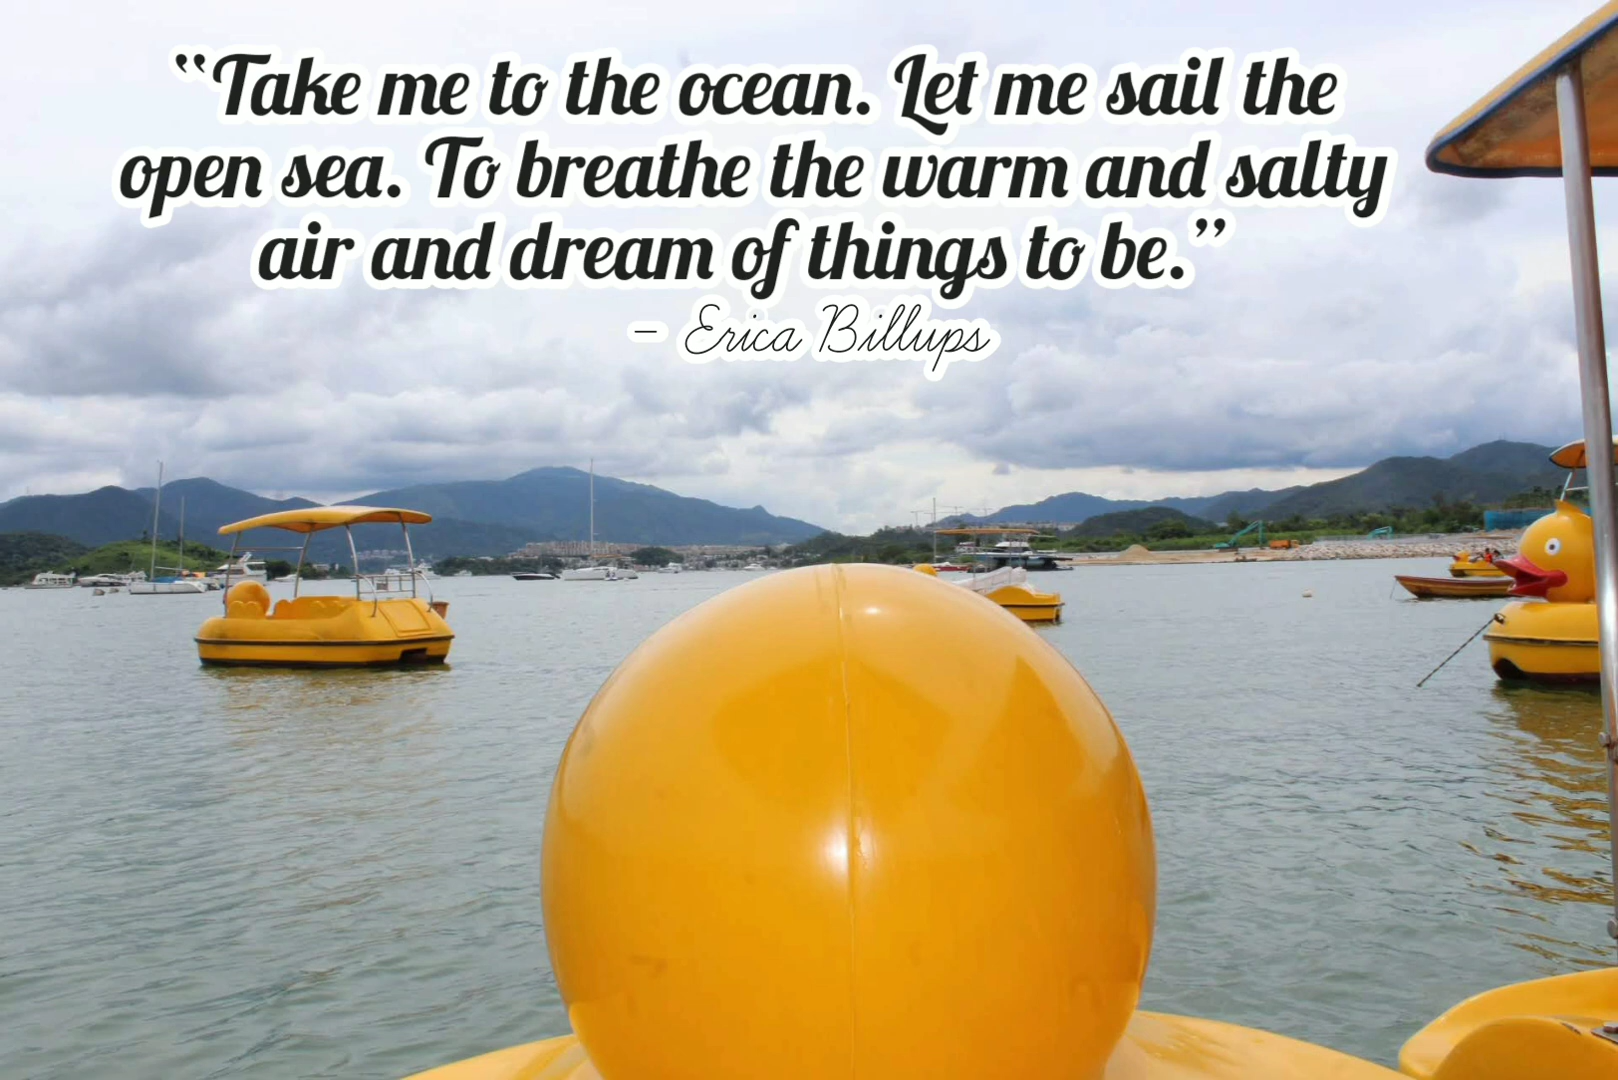 “Take me to the ocean. Let me sail the
open sea. To breathe the warm and salty
air and dream of things to be.”
- Erica Billups